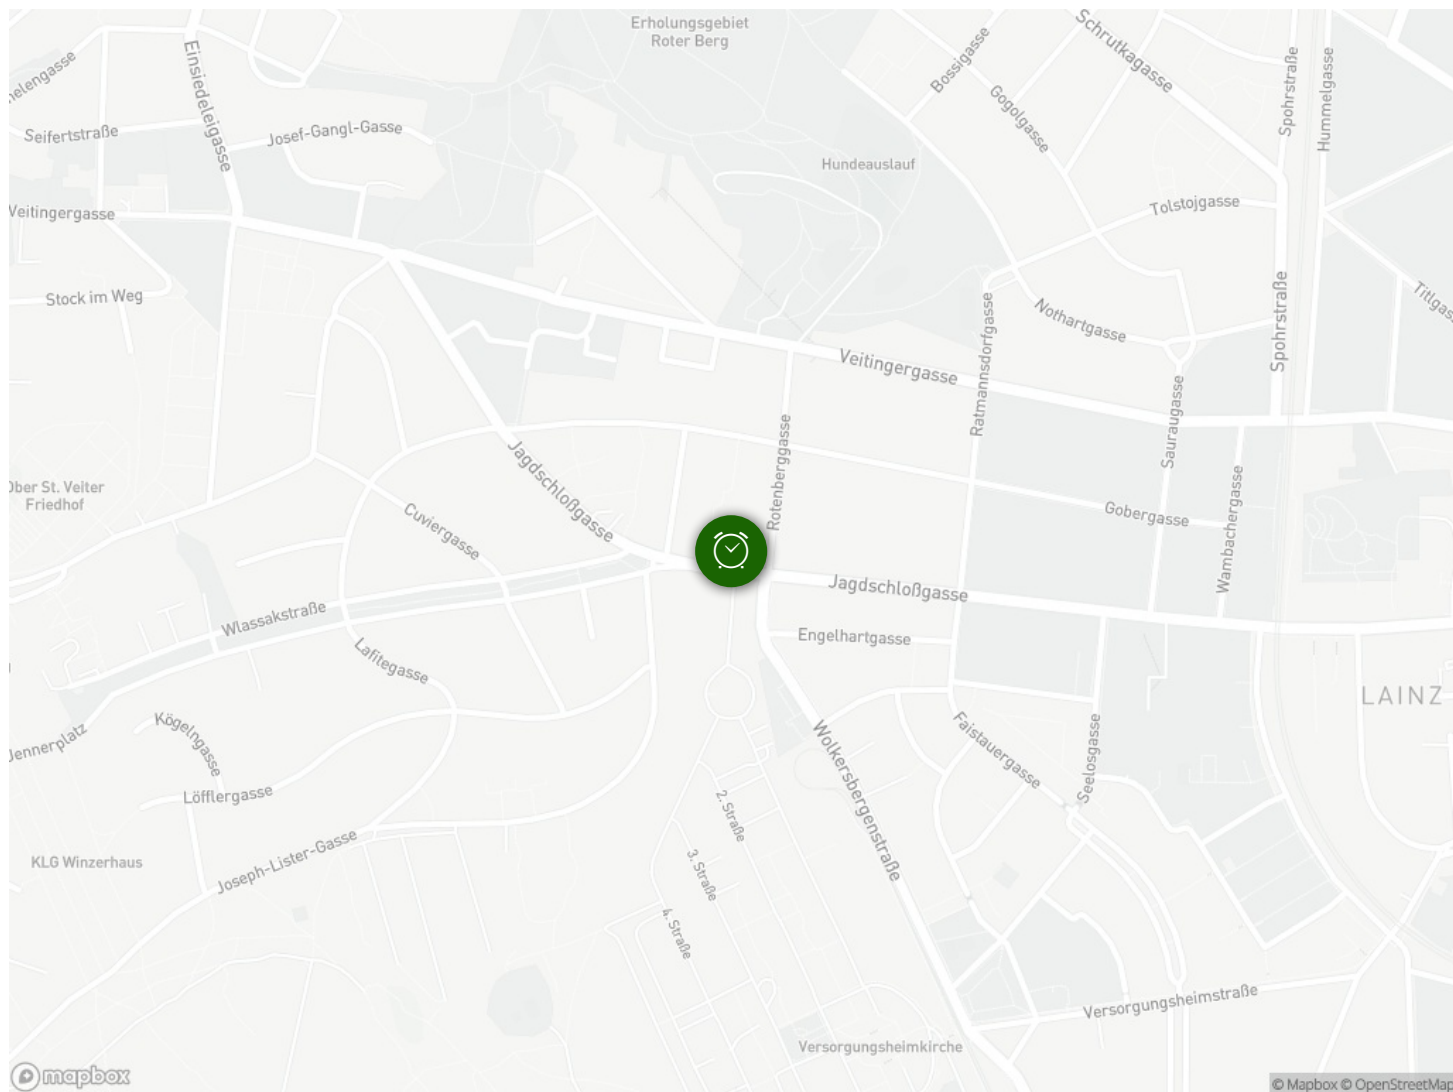 Erholungsgebiet
Roter Berg
Schrutkagasse
Einsiedeleigasse
Bossigasse
Spohrstraße
Hummelgasse
Gogolgasse
Seifertstraße
Josef-Gangl-Gasse
Hundeauslauf
Veitingergasse
Tolstojgasse
Stock im Weg
Nothartgasse
Spohrstraße
Ratmannsdorfgasse
Veitingergasse
Sauraugasse
Jagdschloßgasse
Rotenberggasse
Wambachergasse
Ober St. Veiter
Friedhof
Cuviergasse
Gobergasse
Jagdschloßgasse
Wlassakstraße
Engelhartgasse
Lafitegasse
LAINZ
Jennerplatz
Kögelngasse
Wolkersbergenstraße
Faistauergasse
Seelosgasse
Löfflergasse
2. Straße
KLG Winzerhaus
Joseph-Lister-Gasse
3. Straße
4. Straße
Versorgungsheimstraße
Versorgungsheimkirche
mapbox
© Mapbox © OpenStreetMap